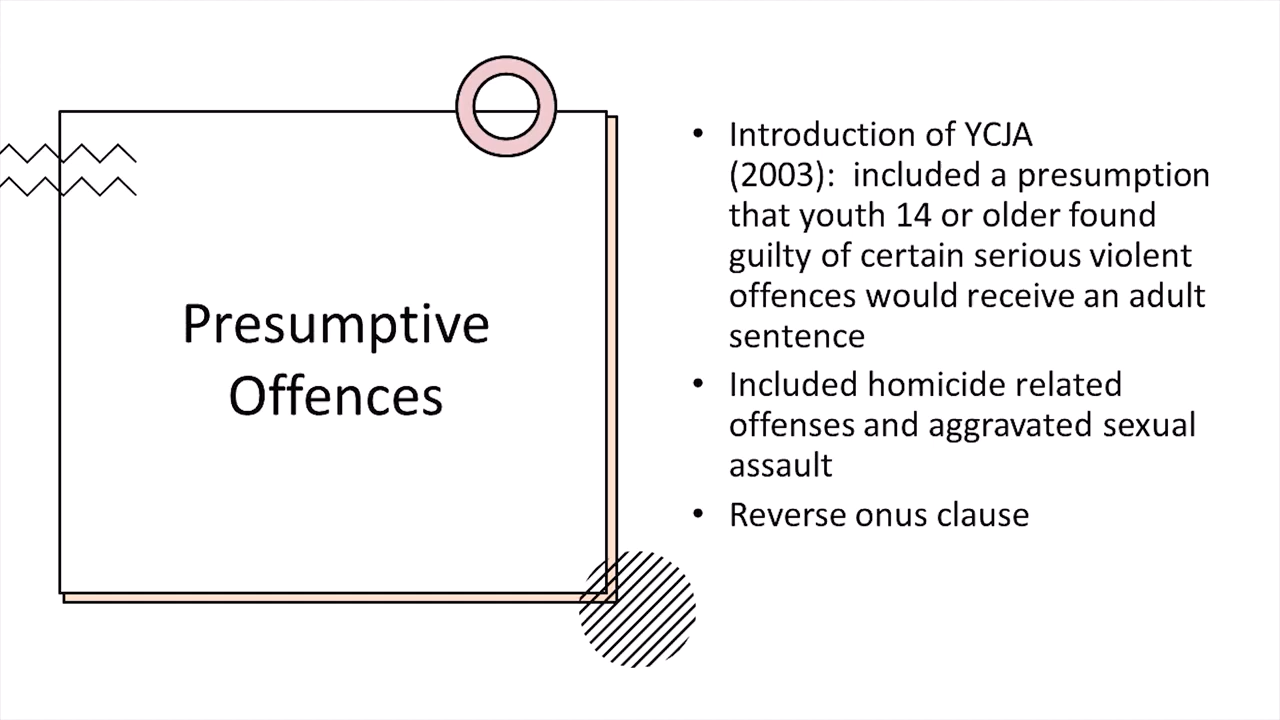 Presumptive
Offences
• Introduction of YCJA
(2003):  included a presumption
that youth 14 or older found
guilty of certain serious violent
offences would receive an adult
sentence
• Included homicide related
offenses and aggravated sexual
assault
• Reverse onus clause